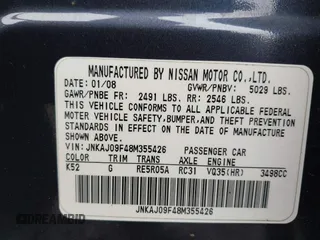 MANUFACTURED BY NISSAN MOTOR CO.,LTD.
DATE: 01/08 GVWR/PNBV: 5029 LBS.
GAWR/PNBE FR: 2491 LBS. RR: 2546 LBS.
THIS VEHICLE CONFORMS TO ALL APPLICABLE FEDERAL
MOTOR VEHICLE SAFETY, BUMPER, AND THEFT PREVENTION
STANDARDS IN EFFECT ON THE DATE OF MANUFACTURE
SHOWN ABOVE.
VIN: JNKAJ09F48M355426 PASSENGER CAR
COLOR TRIM TRANS AXLE ENGINE
K52 G RE5R05A RC31 VQ35(HR) 3498CC
JNKAJ09F48M355426
DREAMBID